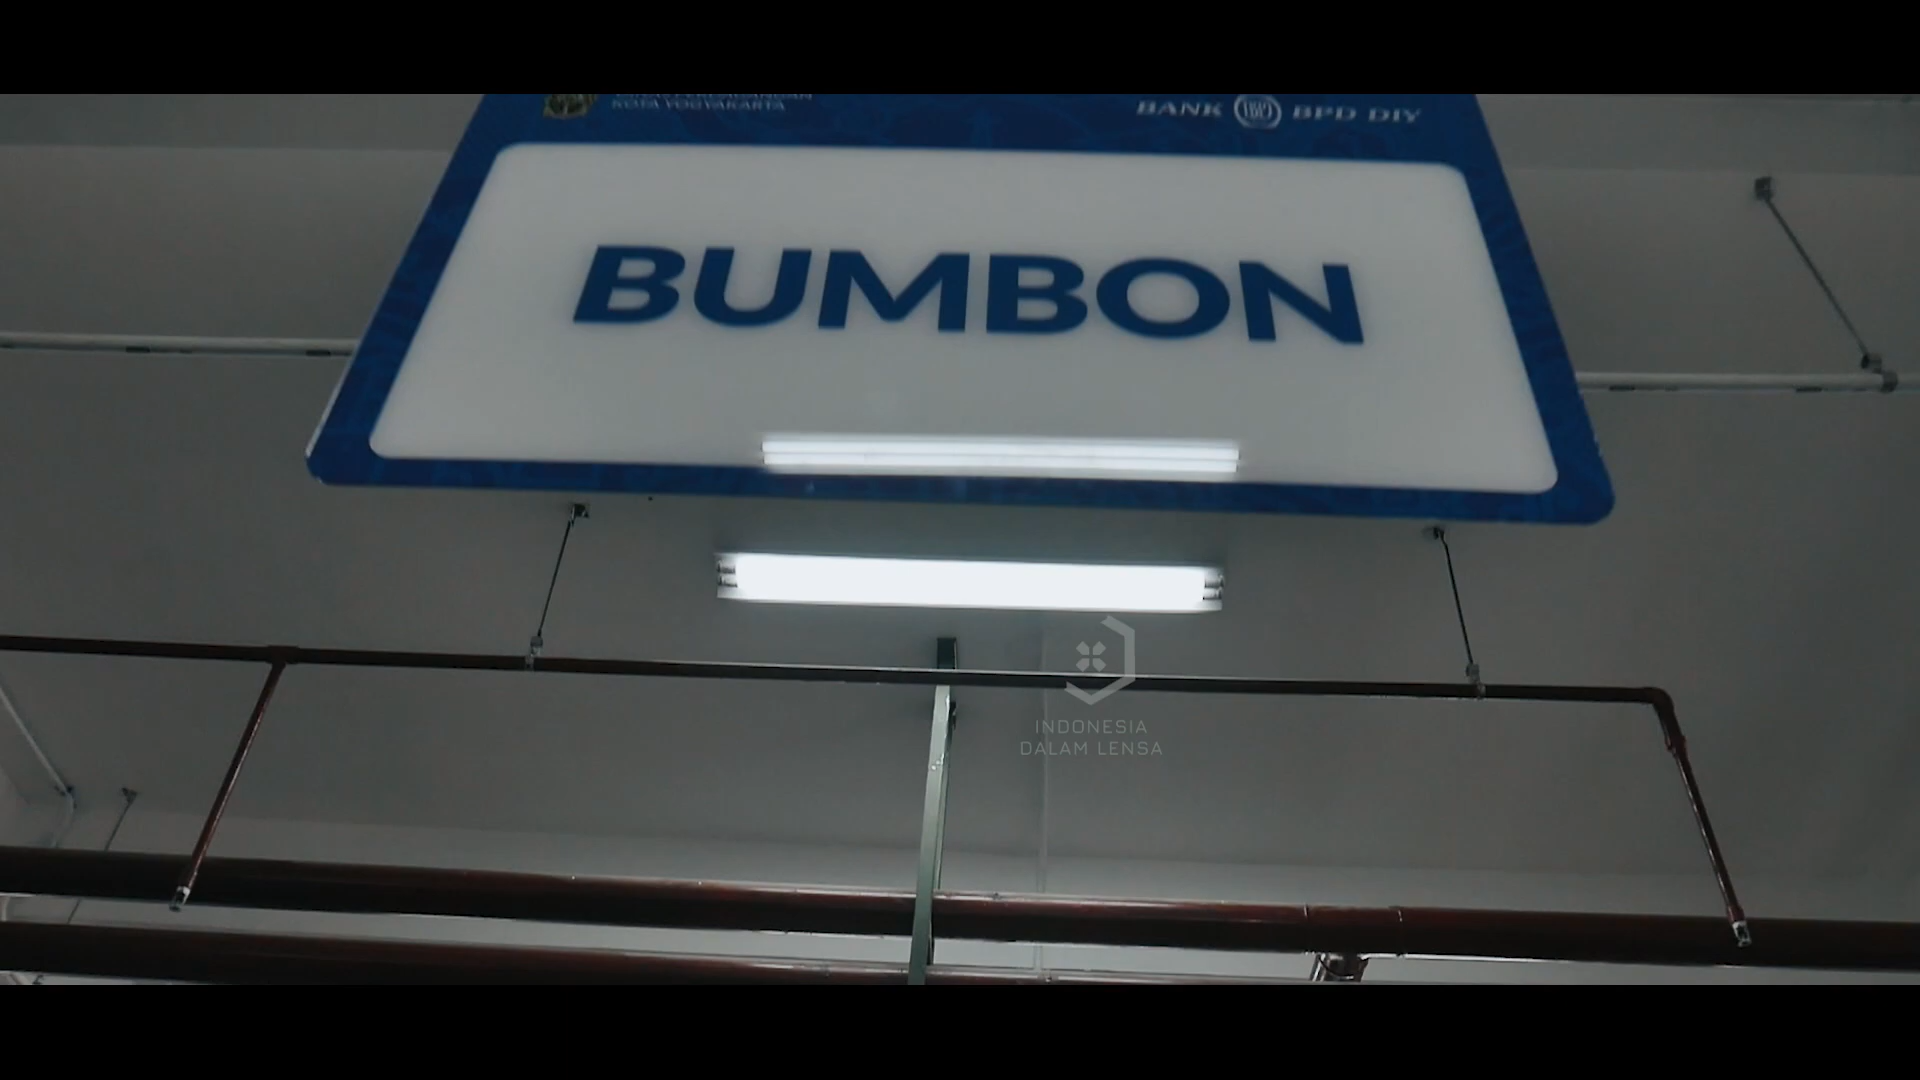 KOTA YOGYAKARTA
BANK BPD DIY
BUMBON
INDONESIA
DALAM LENSA